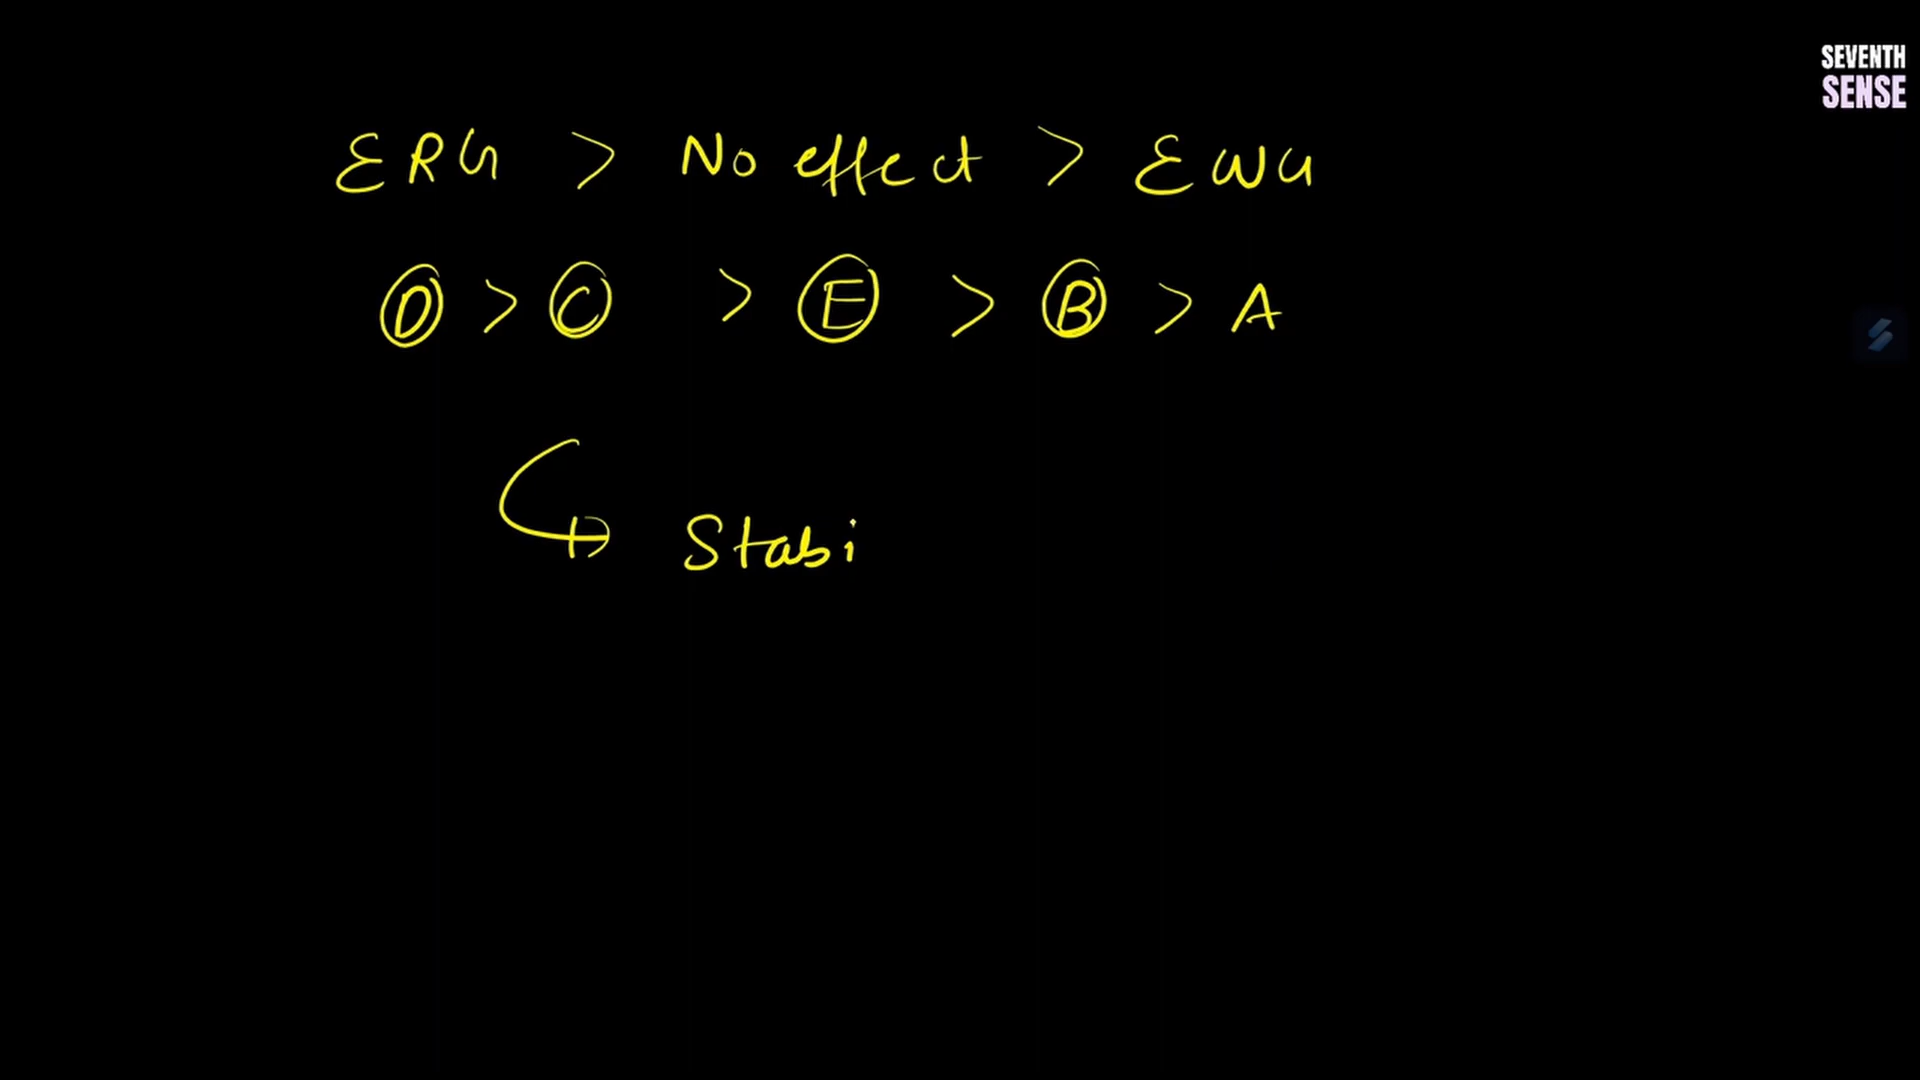 SEVENTH
SENSE
ERG > No effect > EWG
D > C > E > B > A
Stabi